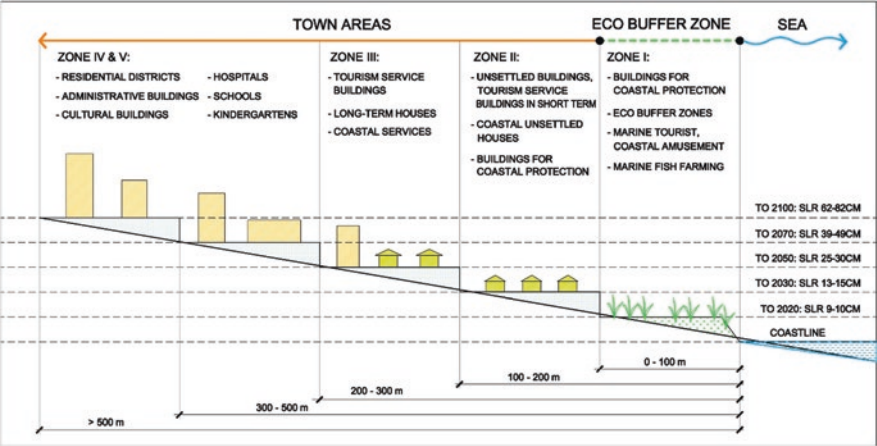 TOWN AREAS
ECO BUFFER ZONE
SEA
ZONE IV & V:
- RESIDENTIAL DISTRICTS
- ADMINISTRATIVE BUILDINGS
- CULTURAL BUILDINGS
- HOSPITALS
- SCHOOLS
- KINDERGARTENS
ZONE III:
- TOURISM SERVICE
BUILDINGS
- LONG-TERM HOUSES
- COASTAL SERVICES
ZONE II:
- UNSETTLED BUILDINGS,
TOURISM SERVICE
BUILDINGS IN SHORT TERM
- COASTAL UNSETTLED
HOUSES
- BUILDINGS FOR
COASTAL PROTECTION
ZONE I:
- BUILDINGS FOR
COASTAL PROTECTION
- ECO BUFFER ZONES
- MARINE TOURIST,
COASTAL AMUSEMENT
- MARINE FISH FARMING
TO 2100: SLR 62-82CM
TO 2070: SLR 39-49CM
TO 2050: SLR 25-30CM
TO 2030: SLR 13-15CM
TO 2020: SLR 9-10CM
COASTLINE
0 - 100 m
100 - 200 m
200 - 300 m
300 - 500 m
> 500 m